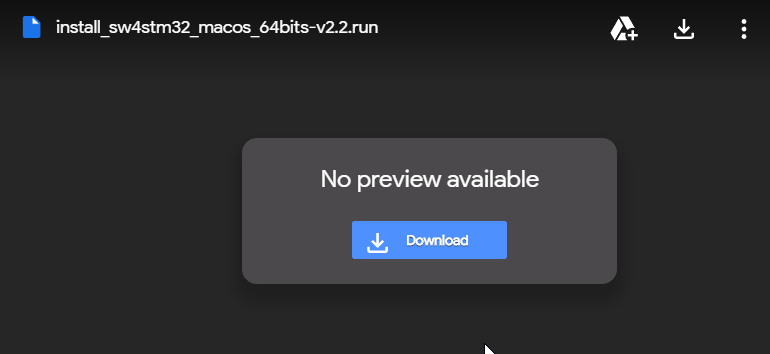 install_sw4stm32_macos_64bits-v2.2.run
No preview available
Download